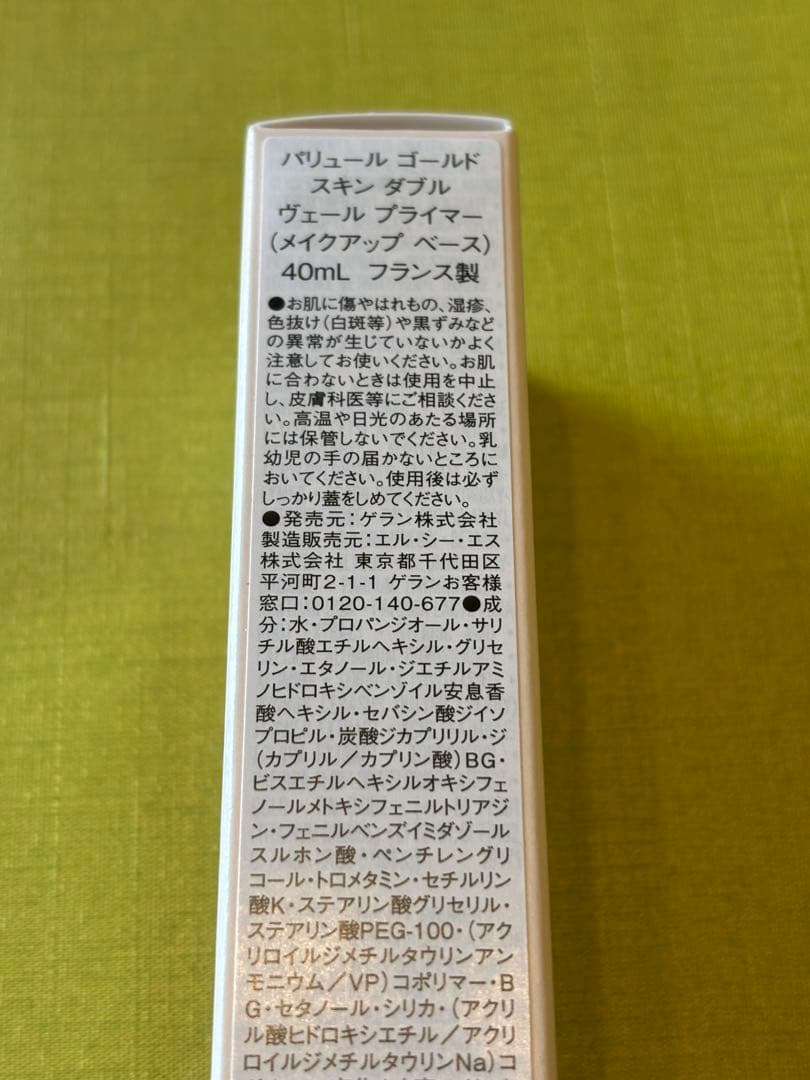 パリュール ゴールド
スキン ダブル
ヴェール プライマー
(メイクアップ ベース)
40mL フランス製
●お肌に傷やはれもの、湿疹、
色抜け(白斑等)や黒ずみなど
の異常が生じていないかよく
注意してお使いください。お肌
に合わないときは使用を中止
し、皮膚科医等にご相談くださ
い。高温や日光のあたる場所
には保管しないでください。乳
幼児の手の届かないところに
おいてください。使用後は必ず
しっかり蓋をしめてください。
●発売元:ゲラン株式会社
製造販売元:エル・シー・エス
株式会社 東京都千代田区
平河町2-1-1 ゲランお客様
窓口:0120-140-677●成
分:水・プロパンジオール・サリ
チル酸エチルヘキシル・グリセ
リン・エタノール・ジエチルアミ
ノヒドロキシベンゾイル安息香
酸ヘキシル・セバシン酸ジイソ
プロピル・炭酸ジカプリリル・ジ
(カプリル/カプリン酸)BG・
ビスエチルヘキシルオキシフェ
ノールメトキシフェニルトリアジ
ン・フェニルベンズイミダゾール
スルホン酸・ペンチレングリ
コール・トロメタミン・セチルリン
酸K・ステアリン酸グリセリル・
ステアリン酸PEG-100・(アク
リロイルジメチルタウリンアン
モニウム/VP)コポリマー・B
G・セタノール・シリカ・(アクリ
ル酸ヒドロキシエチル/アクリ
ロイルジメチルタウリンNa)コ